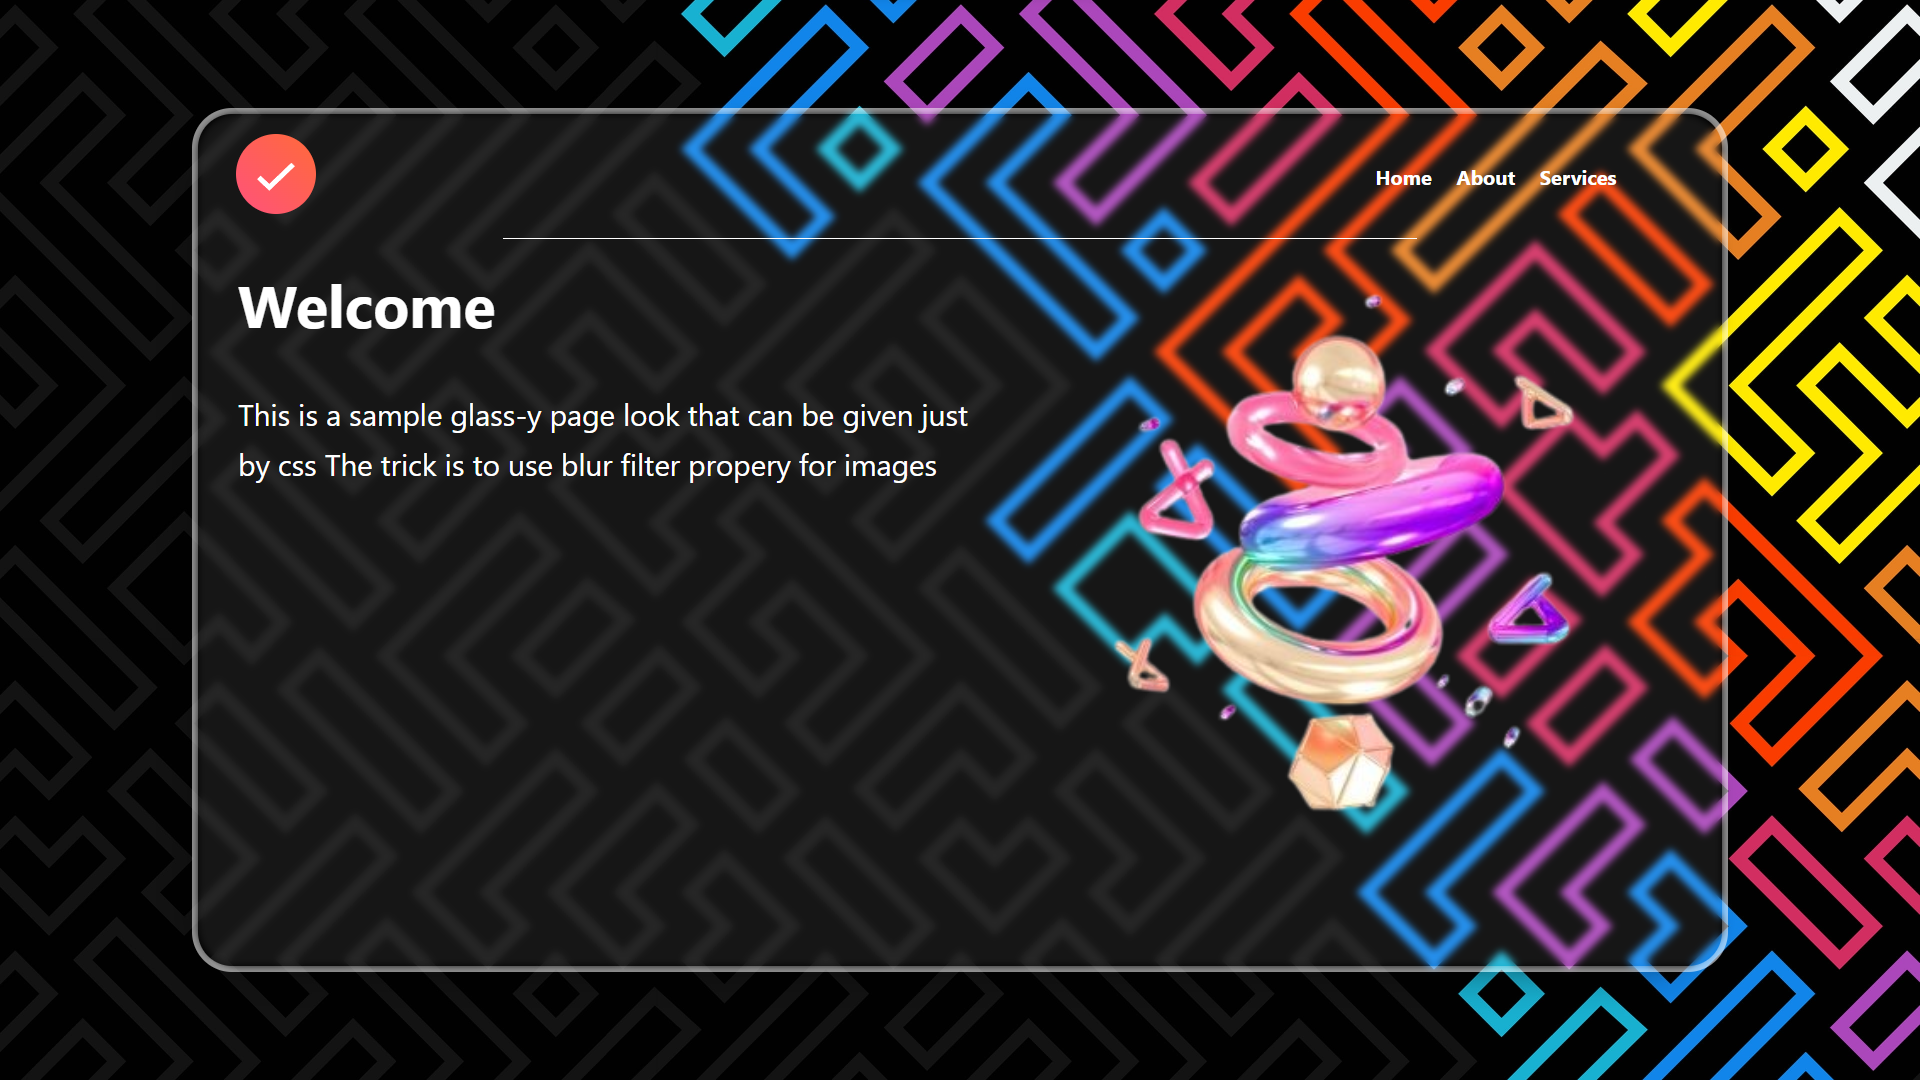 Home About Services
Welcome
This is a sample glass-y page look that can be given just
by css The trick is to use blur filter propery for images